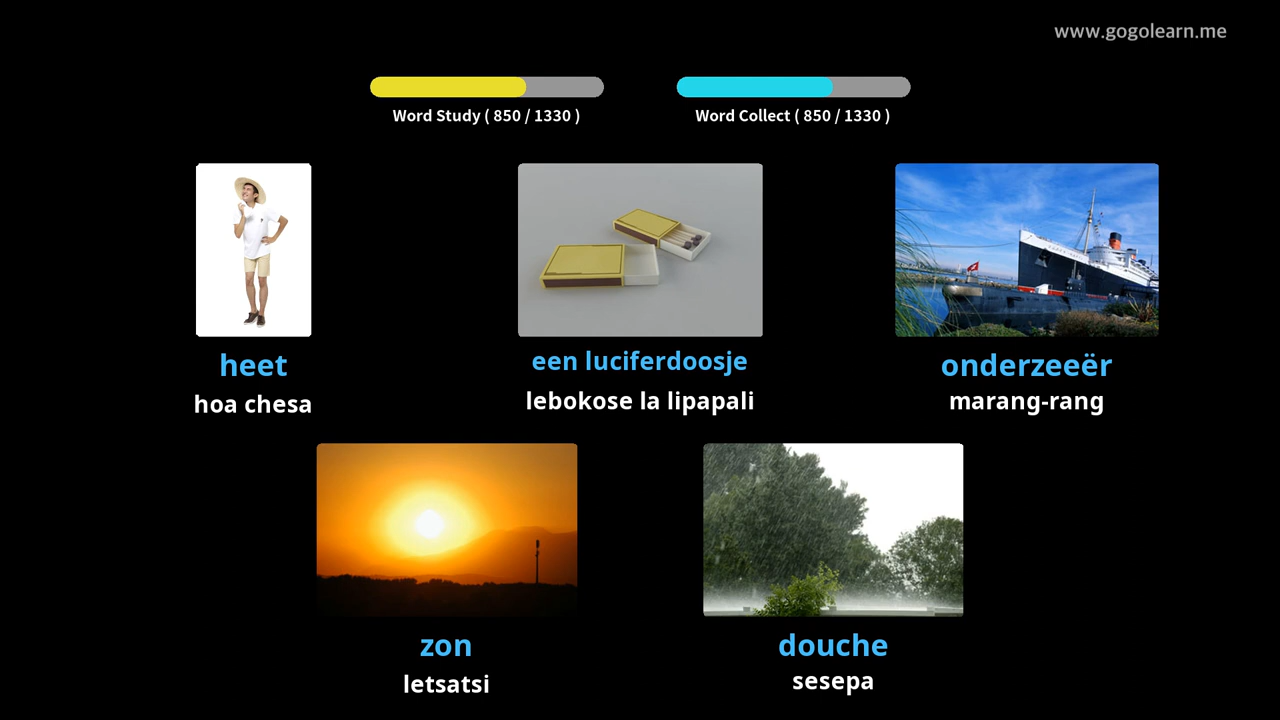 www.gogolearn.me
Word Study ( 850 / 1330 )
Word Collect ( 850 / 1330 )
heet
hoa chesa
een luciferdoosje
lebokose la lipapali
onderzeeër
marang-rang
zon
letsatsi
douche
sesepa